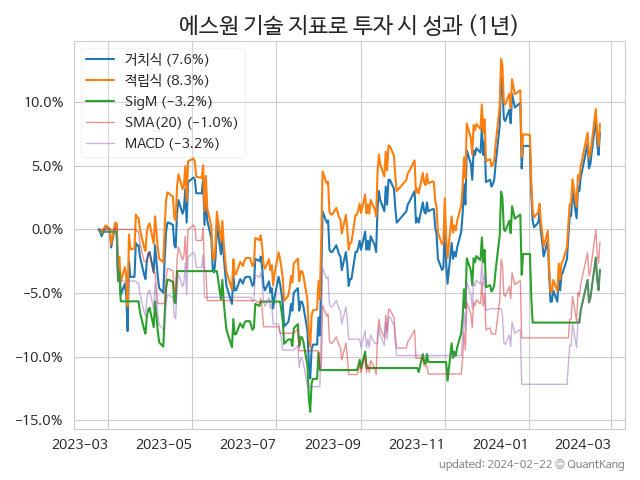 에스원 기술 지표로 투자 시 성과 (1년)
거치식 (7.6%)
적립식 (8.3%)
SigM (−3.2%)
SMA(20) (−1.0%)
MACD (−3.2%)
10.0%
5.0%
0.0%
−5.0%
−10.0%
−15.0%
2023−03 2023−05 2023−07 2023−09 2023−11 2024−01 2024−03
updated: 2024−02−22 ⓒ QuantKang